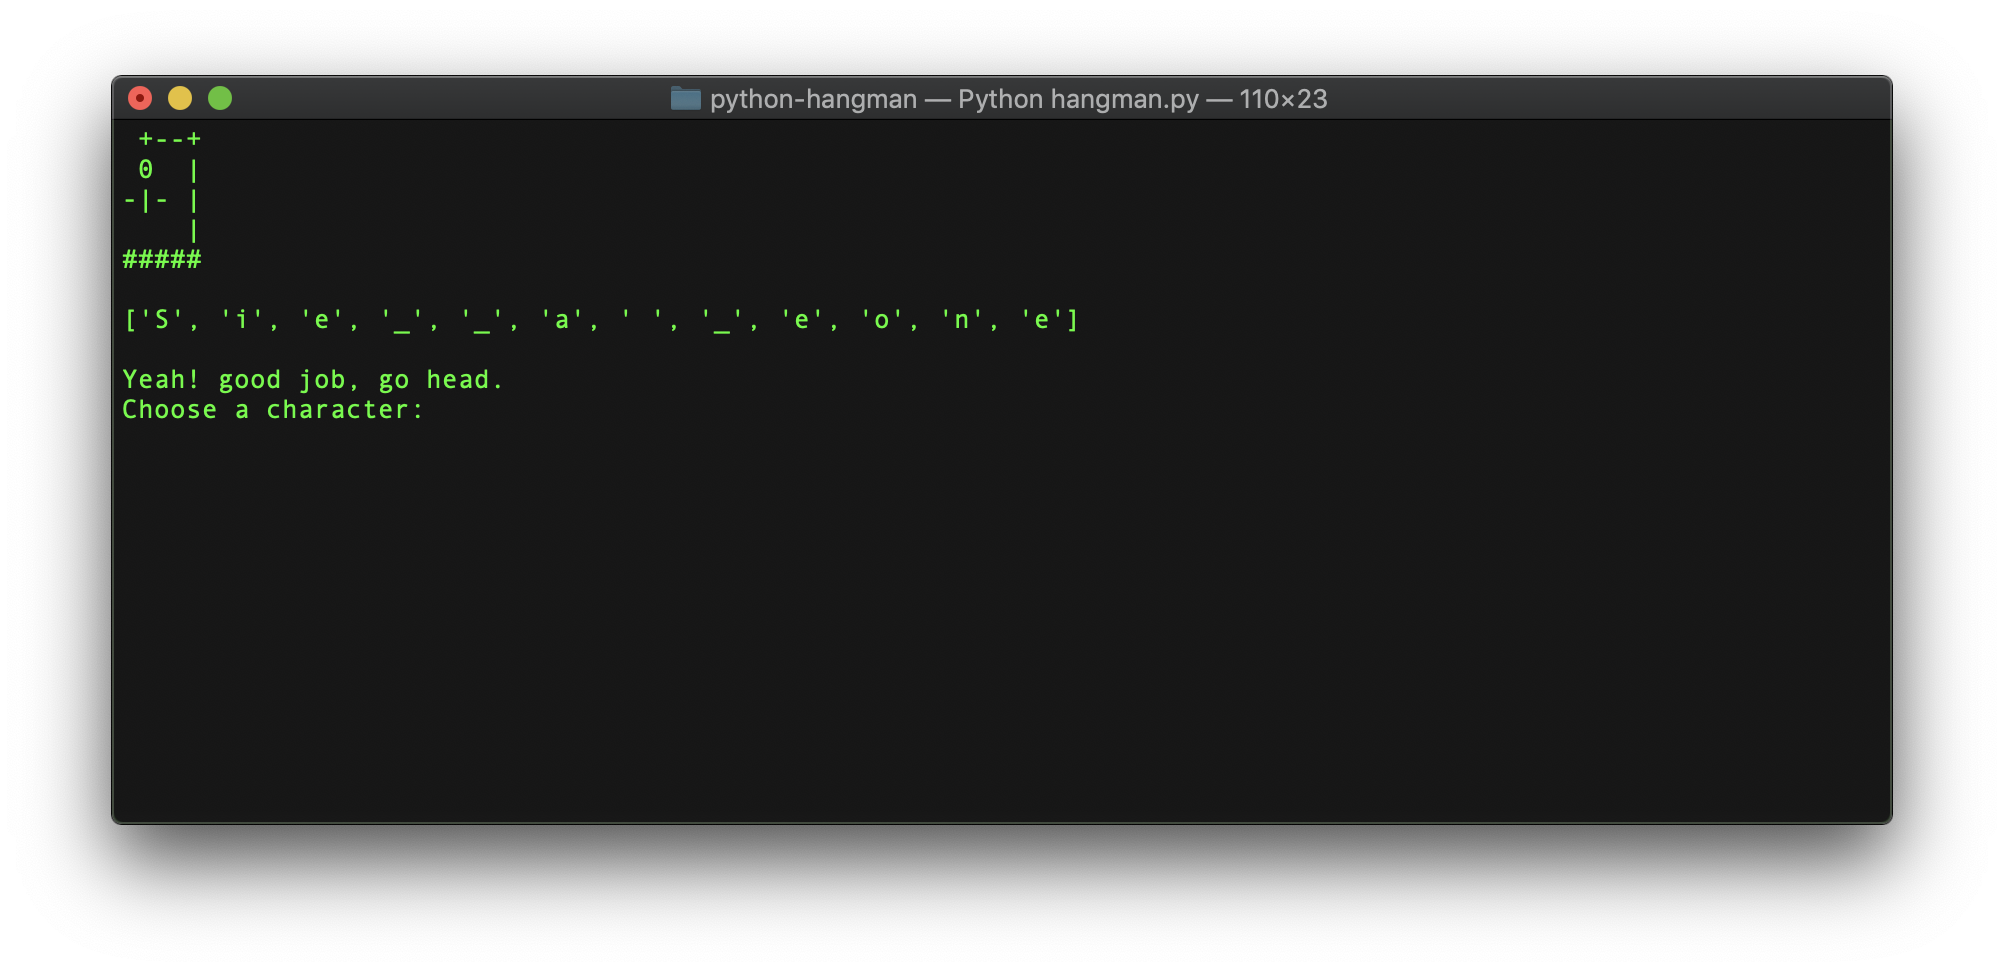 python-hangman — Python hangman.py — 110×23
 +--+
 0  |
-|- |
    |
#####
['S', 'i', 'e', '_', '_', 'a', ' ', '_', 'e', 'o', 'n', 'e']
Yeah! good job, go head.
Choose a character: